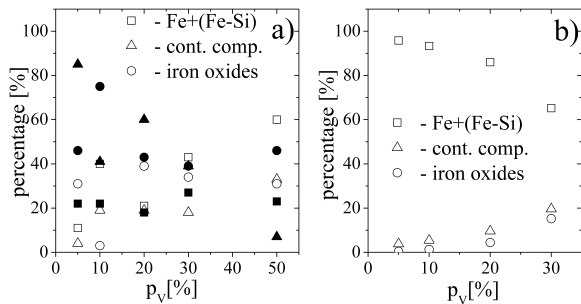 100
80
60
40
20
0
percentage [%]
a)
- Fe+(Fe-Si)
- cont. comp.
- iron oxides
0 10 20 30 40 50
p_V[%]
100
80
60
40
20
0
percentage [%]
b)
- Fe+(Fe-Si)
- cont. comp.
- iron oxides
0 10 20 30
p_V[%]